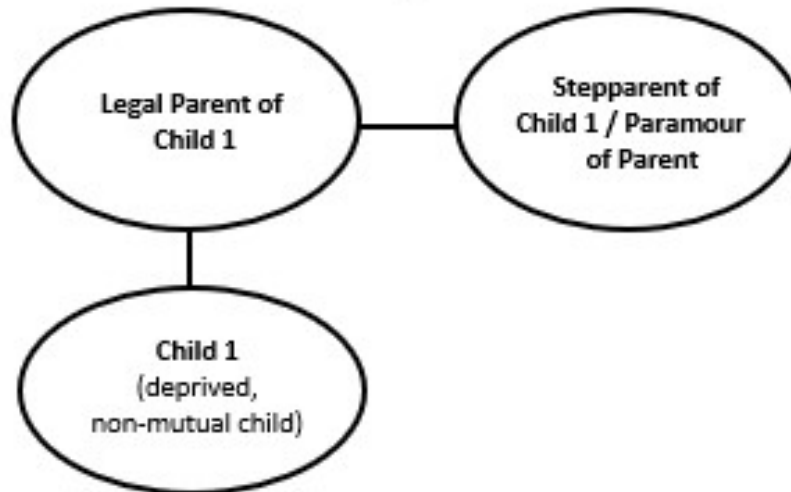 Legal Parent of
Child 1
Stepparent of
Child 1 / Paramour
of Parent
Child 1
(deprived,
non-mutual child)